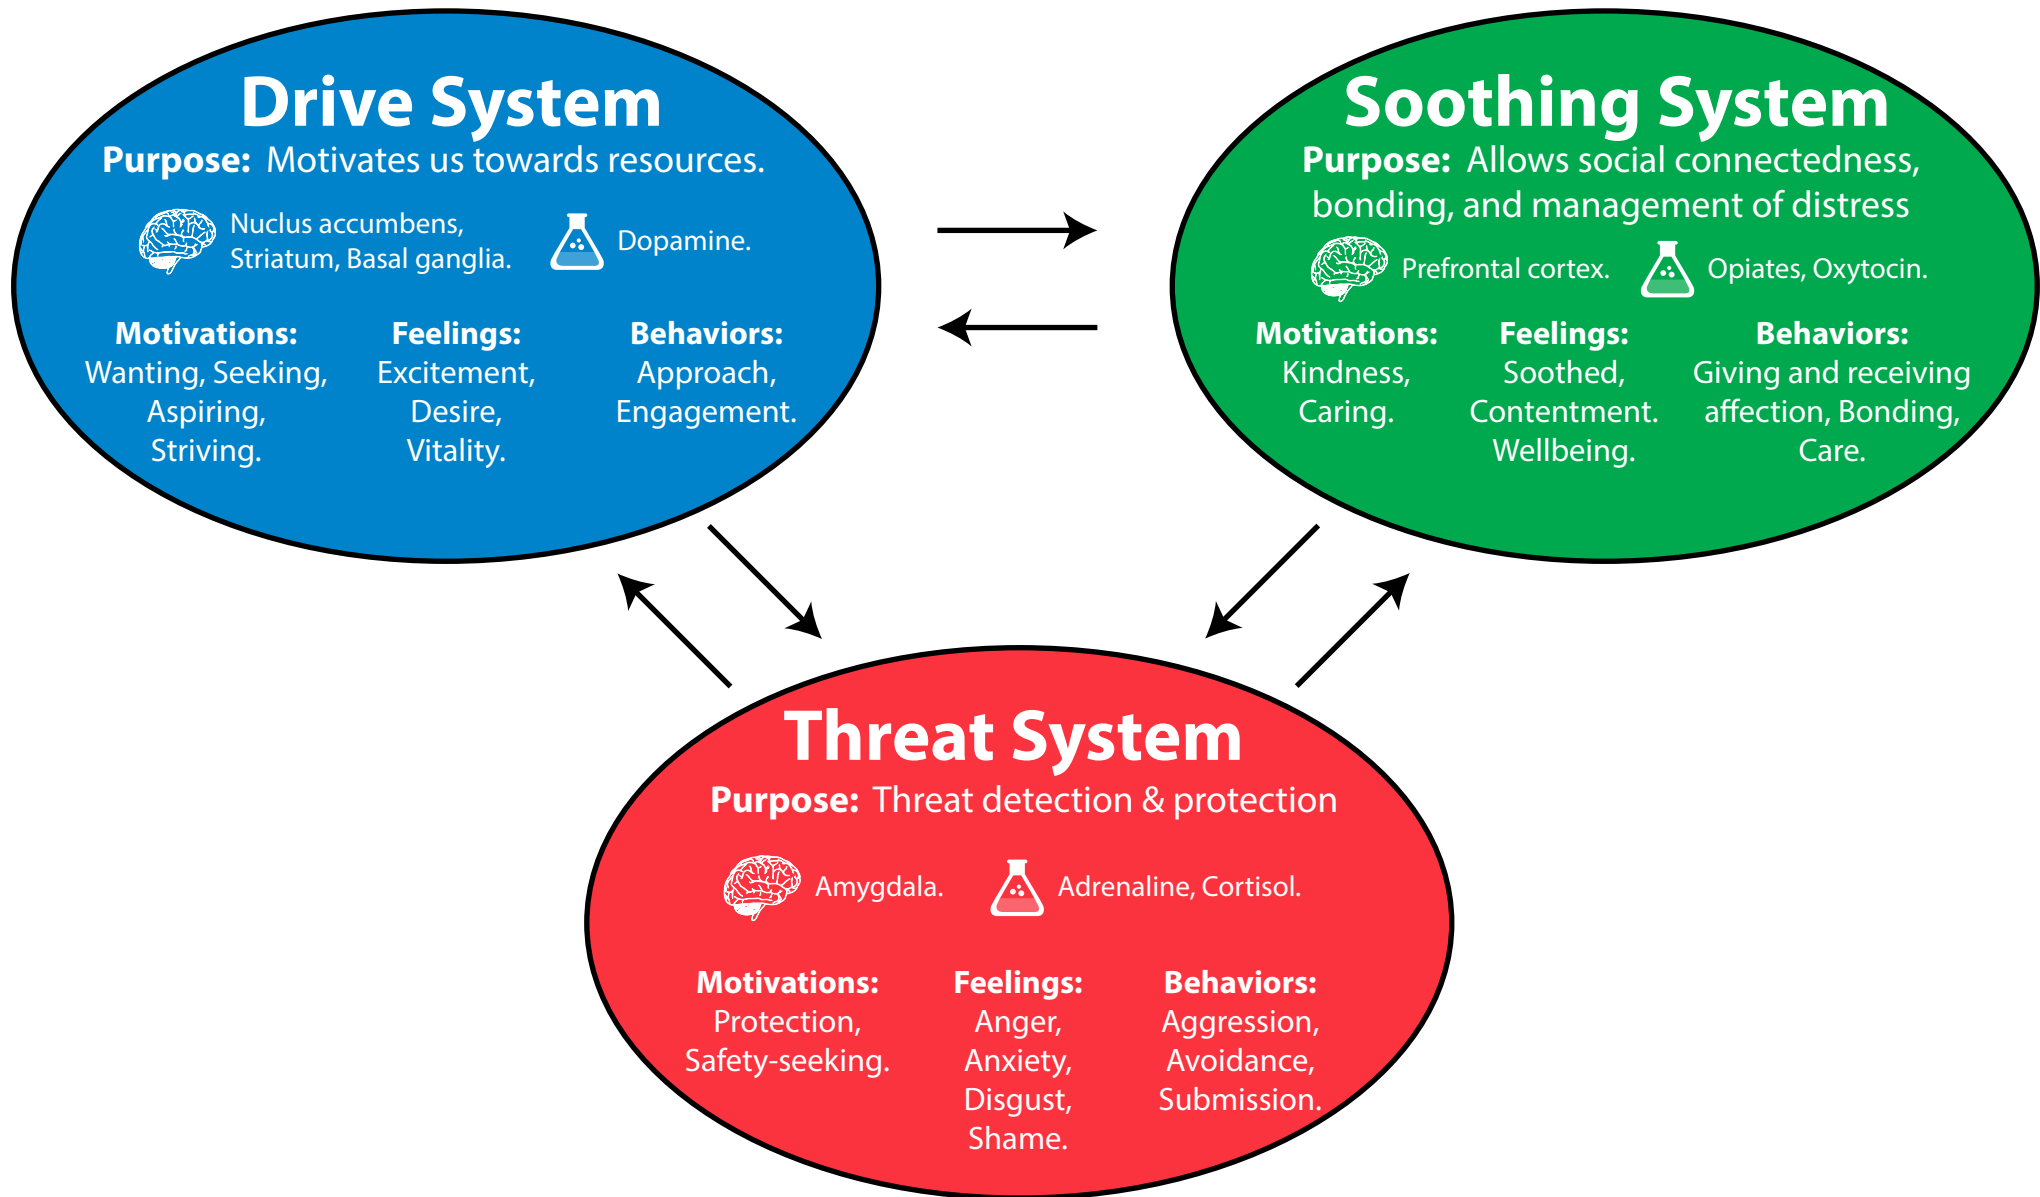 Drive System
Purpose: Motivates us towards resources.
Nuclus accumbens,
Striatum, Basal ganglia.
Dopamine.
Motivations:
Wanting, Seeking,
Aspiring,
Striving.
Feelings:
Excitement,
Desire,
Vitality.
Behaviors:
Approach,
Engagement.
Soothing System
Purpose: Allows social connectedness,
bonding, and management of distress
Prefrontal cortex.
Opiates, Oxytocin.
Motivations:
Kindness,
Caring.
Feelings:
Soothed,
Contentment.
Wellbeing.
Behaviors:
Giving and receiving
affection, Bonding,
Care.
Threat System
Purpose: Threat detection & protection
Amygdala.
Adrenaline, Cortisol.
Motivations:
Protection,
Safety-seeking.
Feelings:
Anger,
Anxiety,
Disgust,
Shame.
Behaviors:
Aggression,
Avoidance,
Submission.